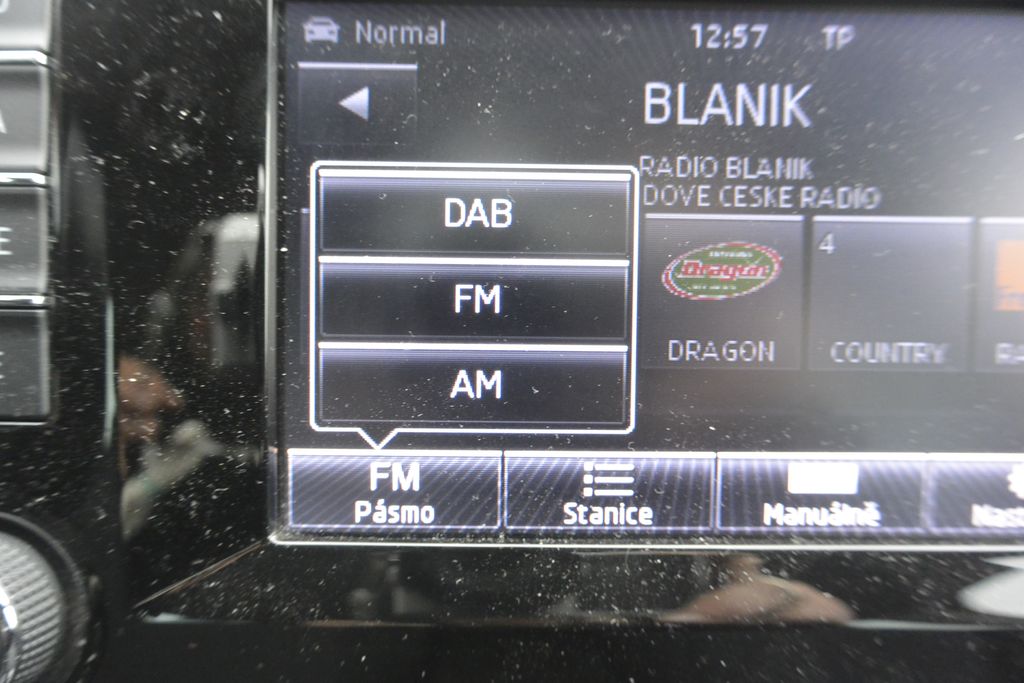 Normal 12:57 TP
BLANIK
RADIO BLANIK
DOVE CESKE RADIO
DAB
FM
AM
Dragon
DRAGON
4
COUNTRY
FM
Pásmo
Stanice
Manuálně